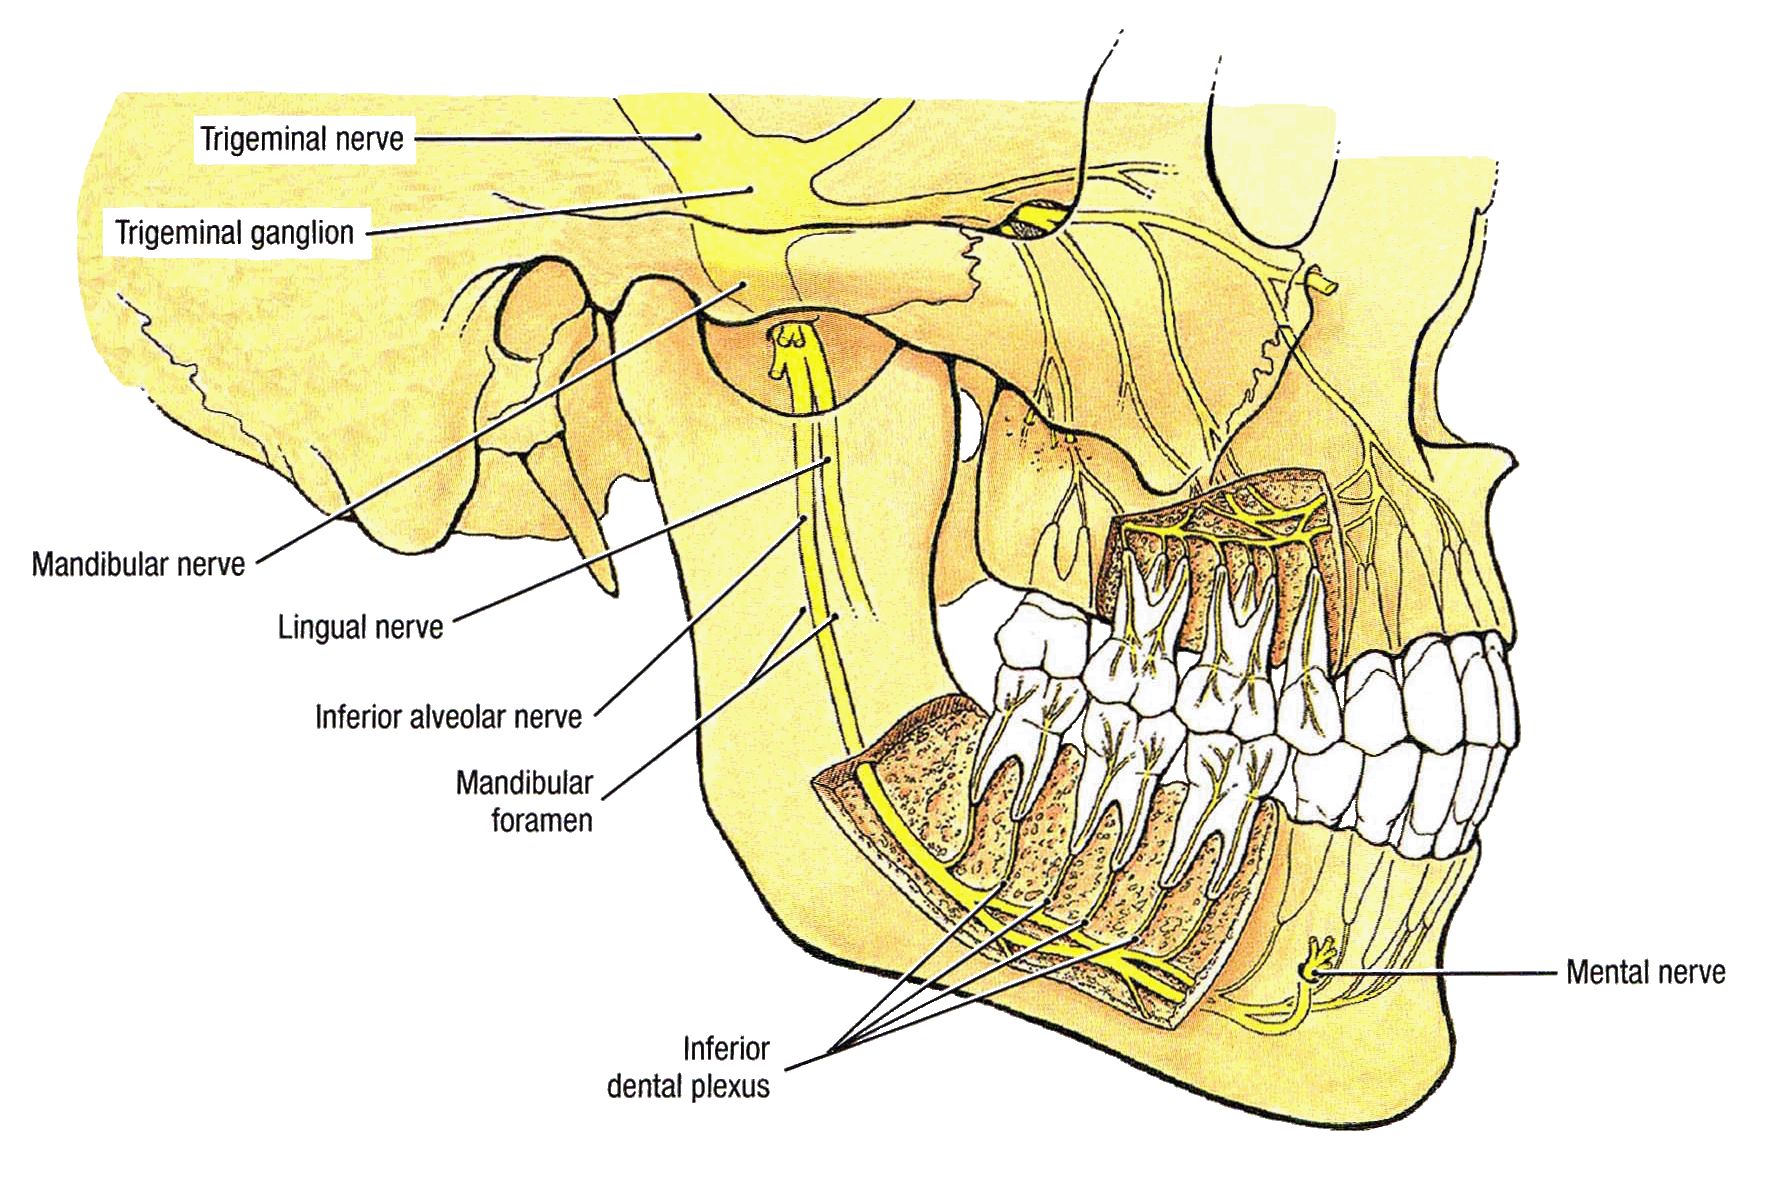 Trigeminal nerve
Trigeminal ganglion
Mandibular nerve
Lingual nerve
Inferior alveolar nerve
Mandibular
foramen
Mental nerve
Inferior
dental plexus